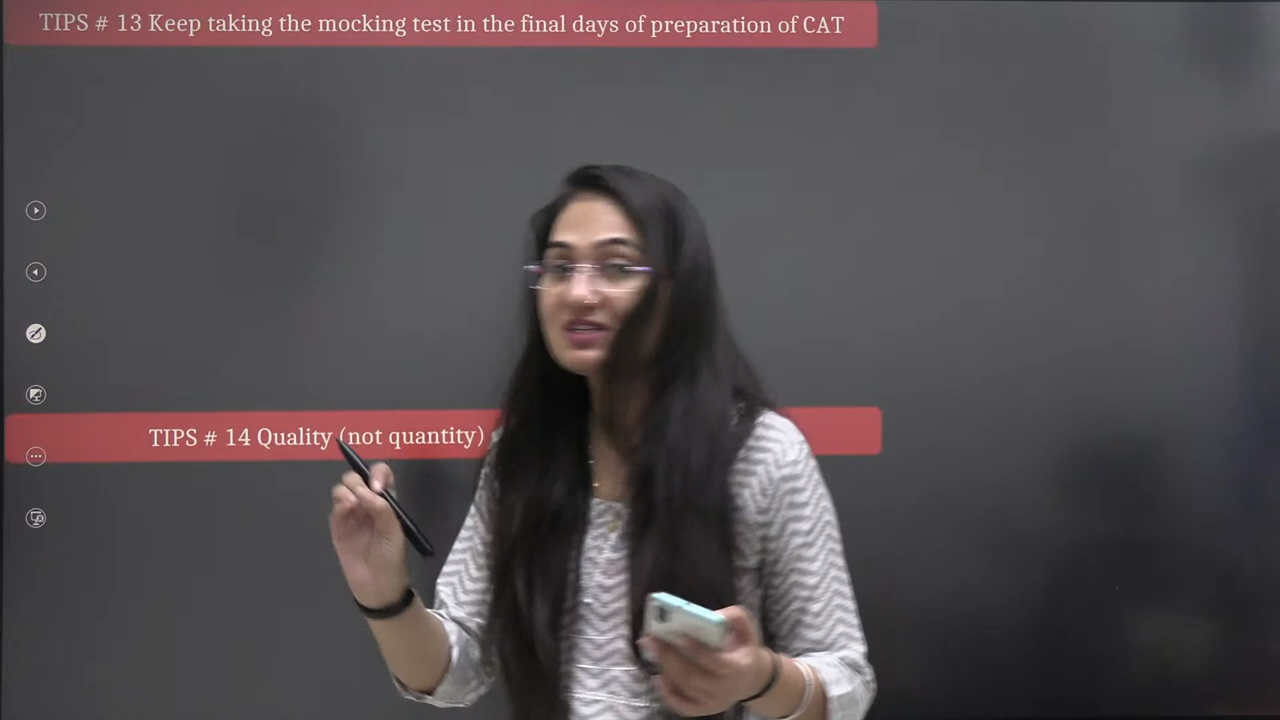 TIPS # 13 Keep taking the mocking test in the final days of preparation of CAT
TIPS # 14 Quality (not quantity)